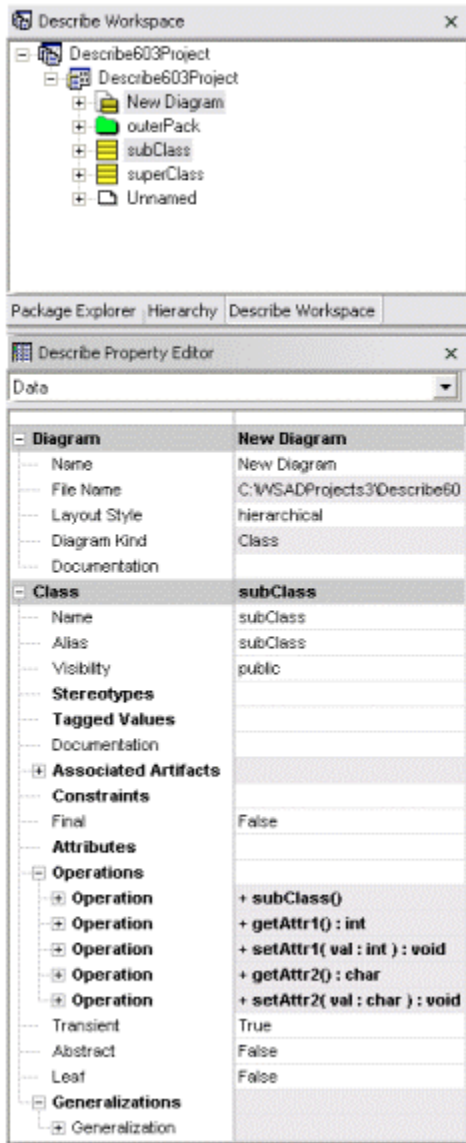 Describe Workspace
Describe603Project
Describe603Project
New Diagram
outerPack
subClass
superClass
Unnamed
Package Explorer Hierarchy Describe Workspace
Describe Property Editor
Data
Diagram New Diagram
Name New Diagram
File Name C:\WSADProjects3\Describe60
Layout Style hierarchical
Diagram Kind Class
Documentation
Class subClass
Name subClass
Alias subClass
Visibility public
Stereotypes
Tagged Values
Documentation
Associated Artifacts
Constraints
Final False
Attributes
Operations
Operation + subClass()
Operation + getAttr1() : int
Operation + setAttr1( val : int ) : void
Operation + getAttr2() : char
Operation + setAttr2( val : char ) : void
Transient True
Abstract False
Leaf False
Generalizations
Generalization